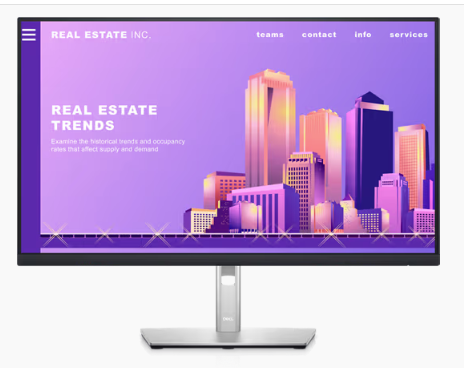 REAL ESTATE INC.
teams contact info services
REAL ESTATE
TRENDS
Examine the historical trends and occupancy
rates that affect supply and demand
DELL